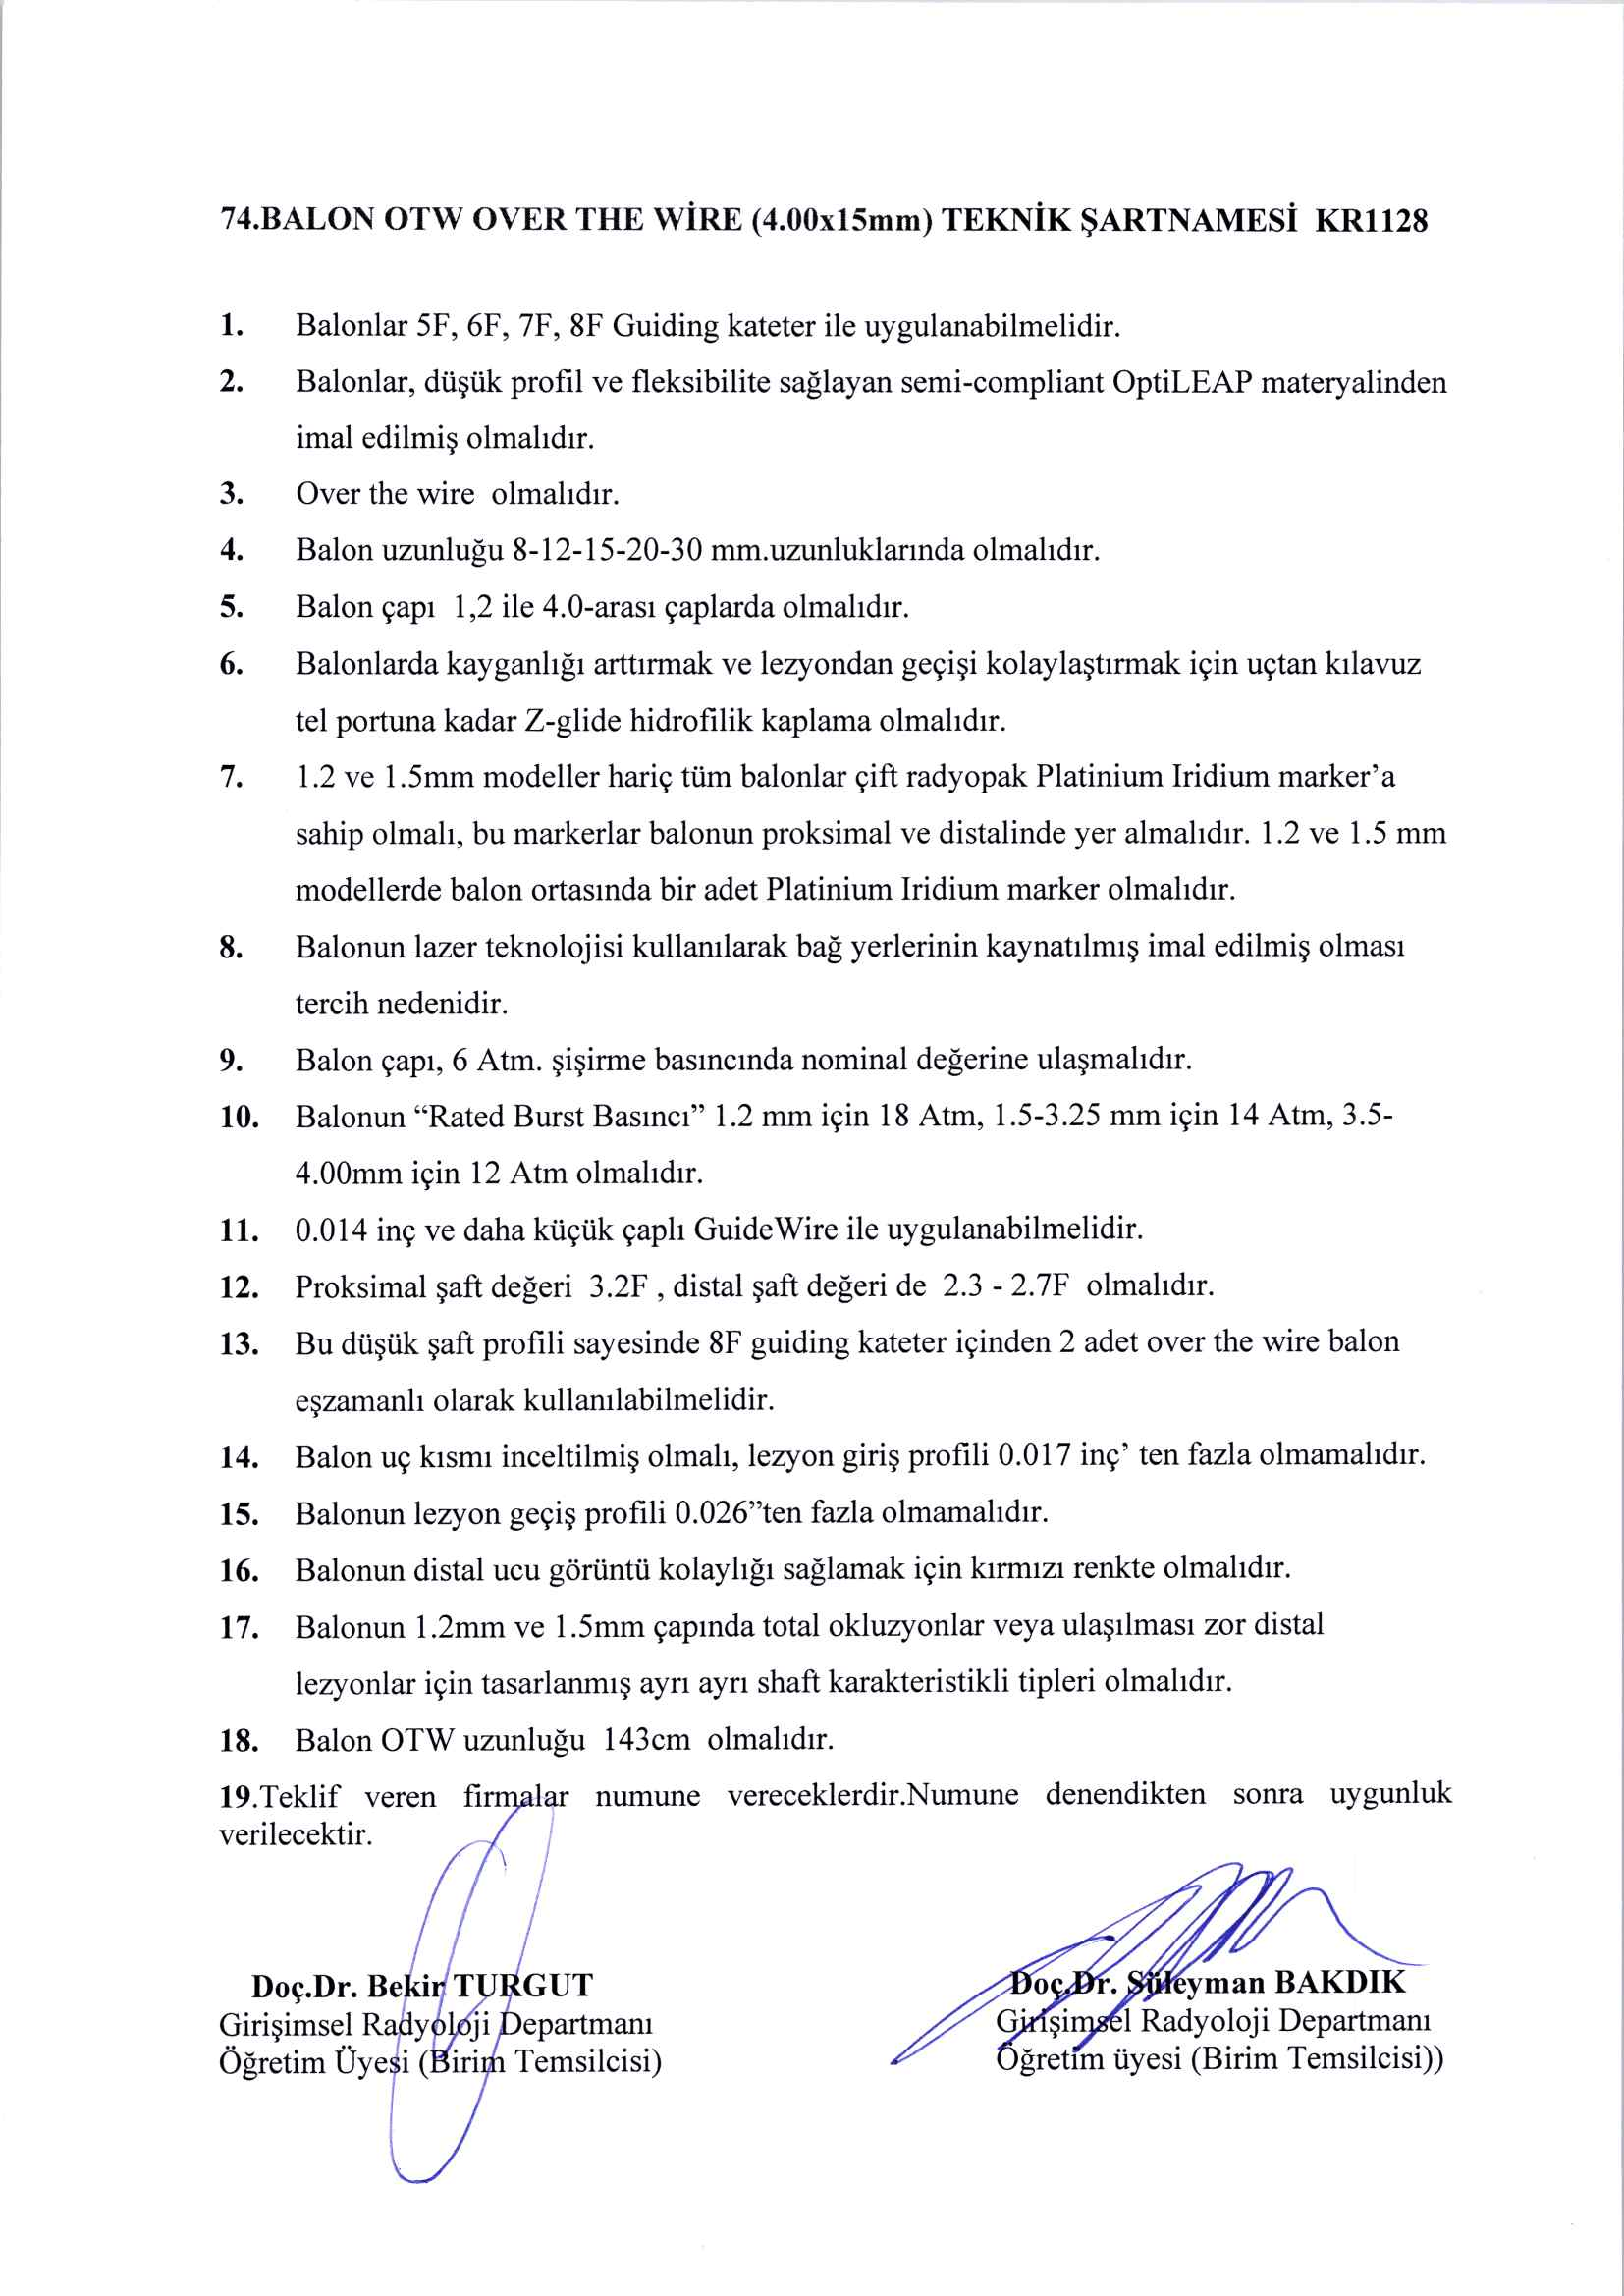 74.BALON OTW OVER THE WİRE (4.00x15mm) TEKNİK ŞARTNAMESİ KR1128
1. Balonlar 5F, 6F, 7F, 8F Guiding kateter ile uygulanabilmelidir.
2. Balonlar, düşük profil ve fleksibilite sağlayan semi-compliant OptiLEAP materyalinden
imal edilmiş olmalıdır.
3. Over the wire olmalıdır.
4. Balon uzunluğu 8-12-15-20-30 mm.uzunluklarında olmalıdır.
5. Balon çapı 1,2 ile 4.0-arası çaplarda olmalıdır.
6. Balonlarda kayganlığı arttırmak ve lezyondan geçişi kolaylaştırmak için uçtan kılavuz
tel portuna kadar Z-glide hidrofilik kaplama olmalıdır.
7. 1.2 ve 1.5mm modeller hariç tüm balonlar çift radyopak Platinium Iridium marker’a
sahip olmalı, bu markerlar balonun proksimal ve distalinde yer almalıdır. 1.2 ve 1.5 mm
modellerde balon ortasında bir adet Platinium Iridium marker olmalıdır.
8. Balonun lazer teknolojisi kullanılarak bağ yerlerinin kaynatılmış imal edilmiş olması
tercih nedenidir.
9. Balon çapı, 6 Atm. şişirme basıncında nominal değerine ulaşmalıdır.
10. Balonun “Rated Burst Basıncı” 1.2 mm için 18 Atm, 1.5-3.25 mm için 14 Atm, 3.5-
4.00mm için 12 Atm olmalıdır.
11. 0.014 inç ve daha küçük çaplı GuideWire ile uygulanabilmelidir.
12. Proksimal şaft değeri 3.2F , distal şaft değeri de 2.3 - 2.7F olmalıdır.
13. Bu düşük şaft profili sayesinde 8F guiding kateter içinden 2 adet over the wire balon
eşzamanlı olarak kullanılabilmelidir.
14. Balon uç kısmı inceltilmiş olmalı, lezyon giriş profili 0.017 inç’ ten fazla olmamalıdır.
15. Balonun lezyon geçiş profili 0.026”ten fazla olmamalıdır.
16. Balonun distal ucu görüntü kolaylığı sağlamak için kırmızı renkte olmalıdır.
17. Balonun 1.2mm ve 1.5mm çapında total okluzyonlar veya ulaşılması zor distal
lezyonlar için tasarlanmış ayrı ayrı shaft karakteristikli tipleri olmalıdır.
18. Balon OTW uzunluğu 143cm olmalıdır.
19.Teklif veren firmalar numune vereceklerdir.Numune denendikten sonra uygunluk
verilecektir.
Doç.Dr. Bekir TURGUT
Girişimsel Radyoloji Departmanı
Öğretim Üyesi (Birim Temsilcisi)
Doç.Dr. Süleyman BAKDIK
Girişimsel Radyoloji Departmanı
Öğretim üyesi (Birim Temsilcisi))